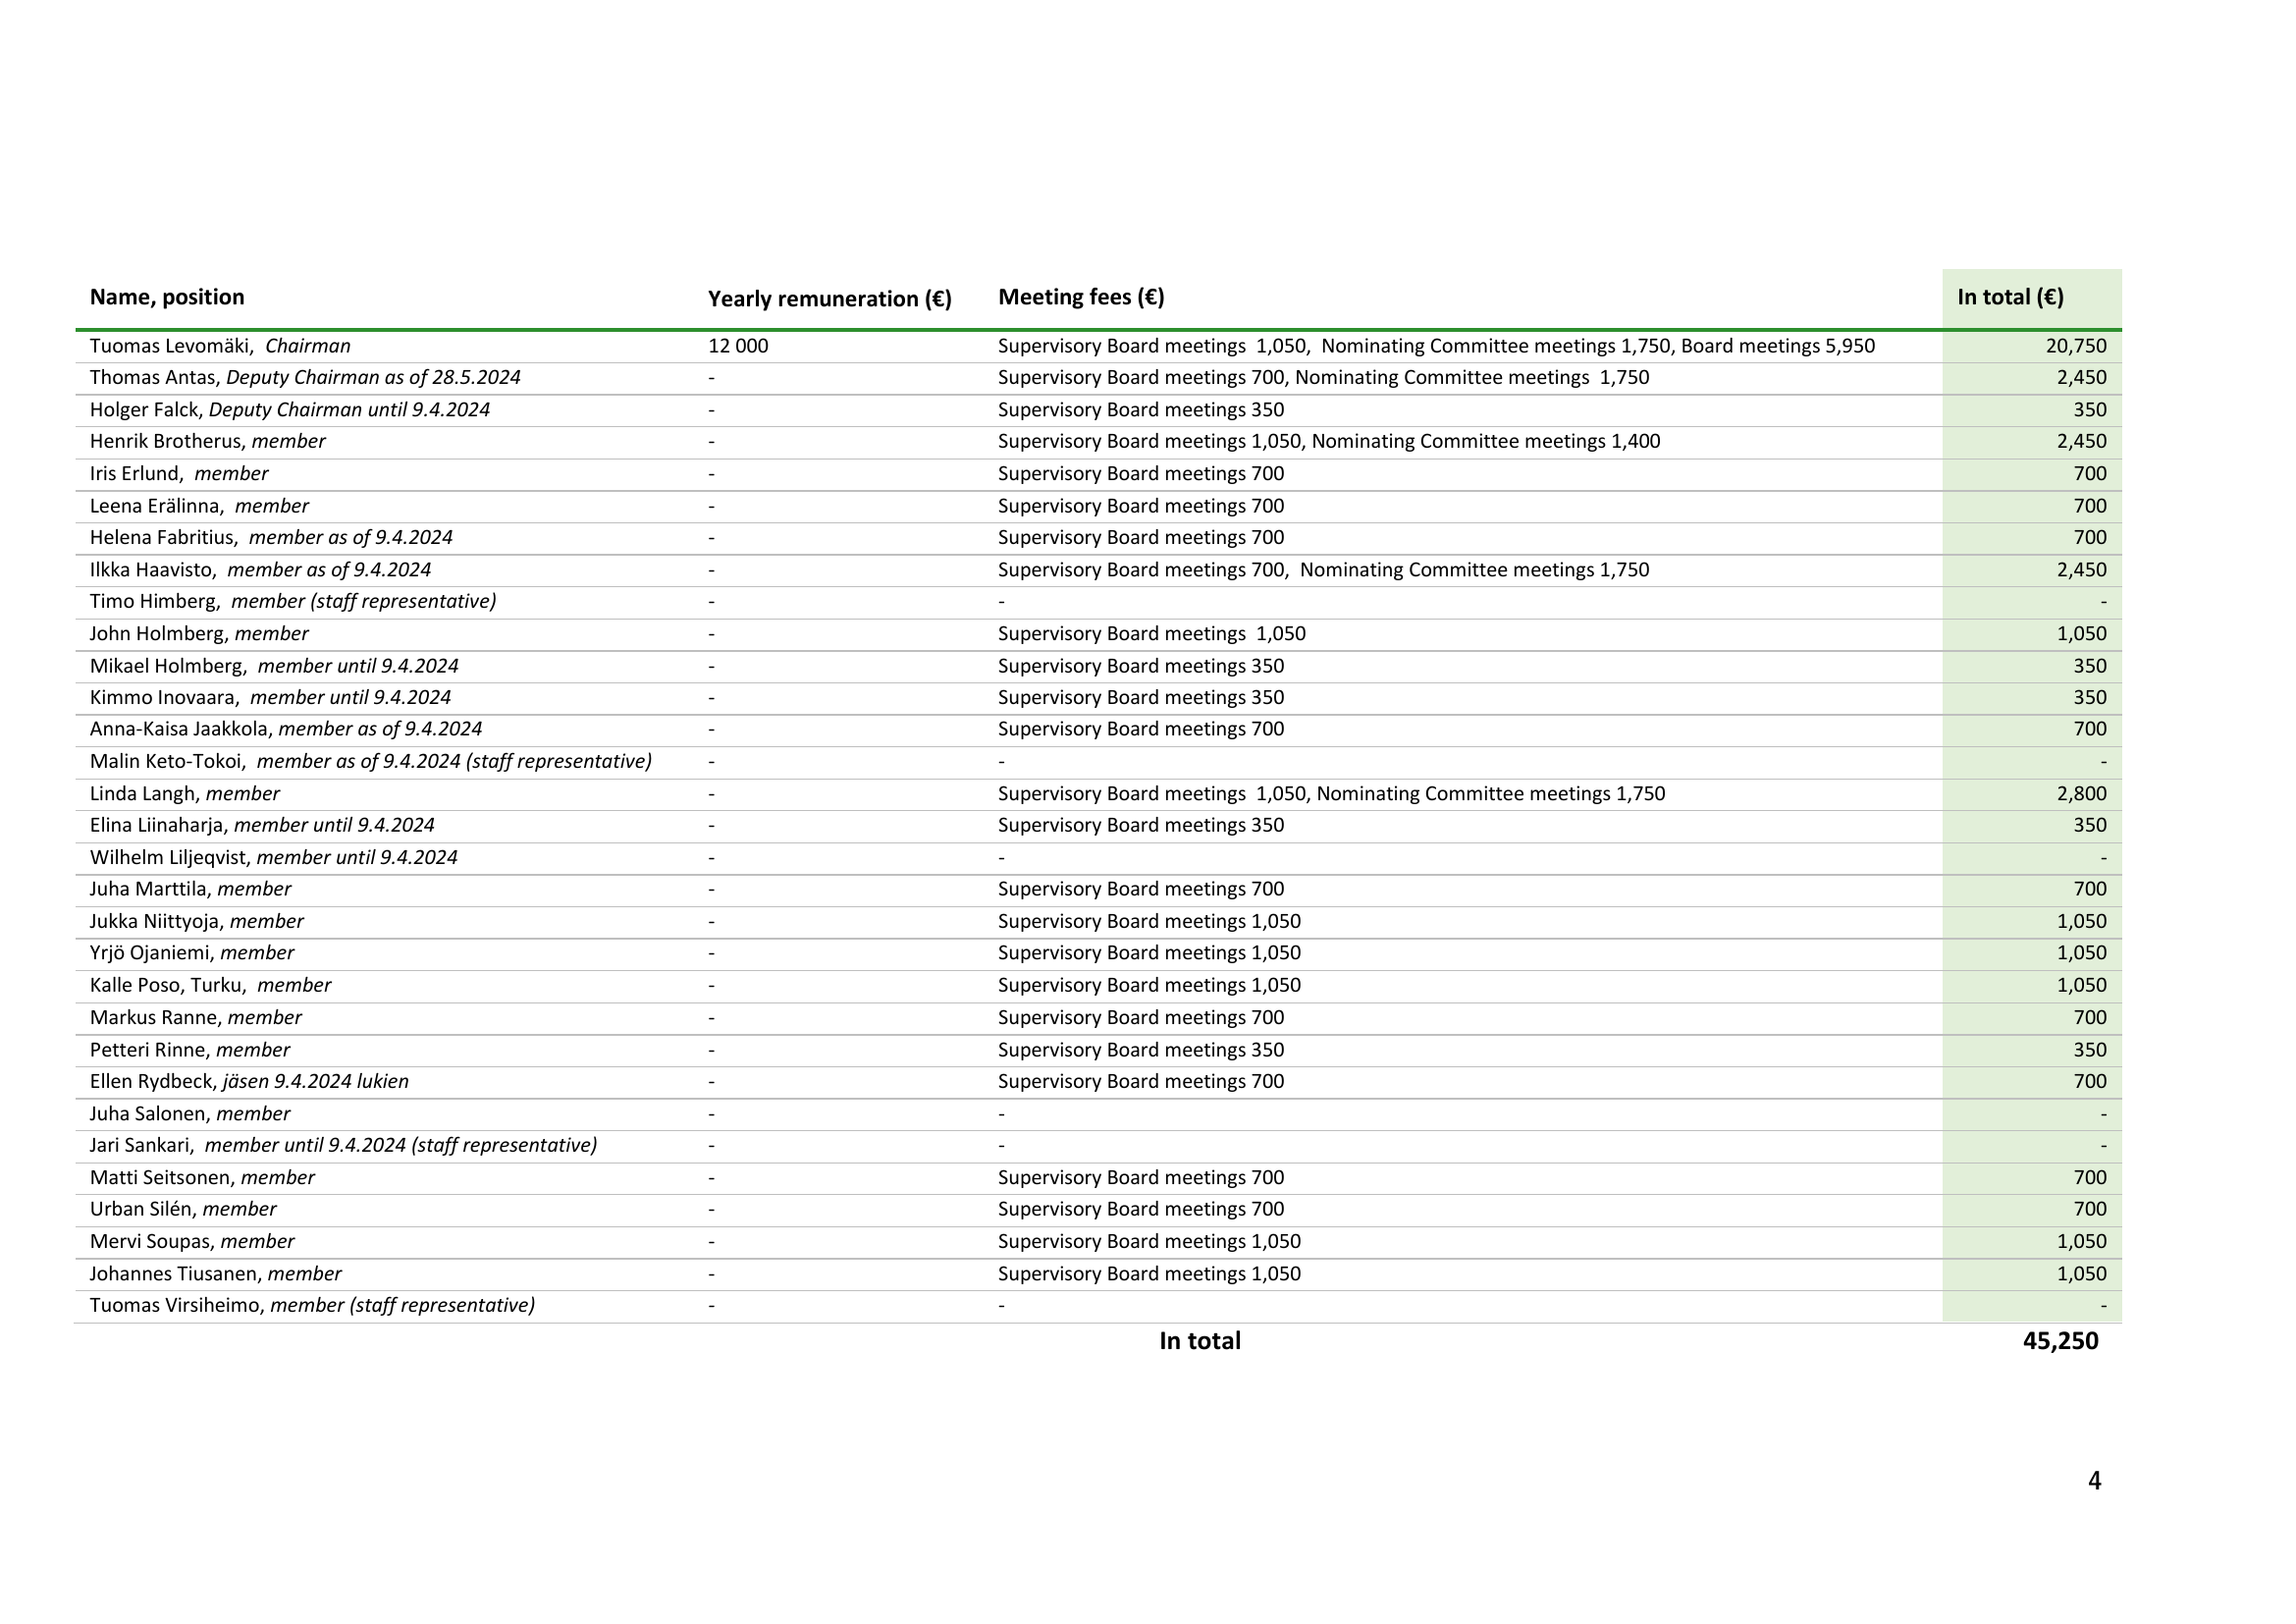 Name, position Yearly remuneration (€) Meeting fees (€) In total (€)
Tuomas Levomäki, Chairman 12 000 Supervisory Board meetings 1,050, Nominating Committee meetings 1,750, Board meetings 5,950 20,750
Thomas Antas, Deputy Chairman as of 28.5.2024 - Supervisory Board meetings 700, Nominating Committee meetings 1,750 2,450
Holger Falck, Deputy Chairman until 9.4.2024 - Supervisory Board meetings 350 350
Henrik Brotherus, member - Supervisory Board meetings 1,050, Nominating Committee meetings 1,400 2,450
Iris Erlund, member - Supervisory Board meetings 700 700
Leena Erälinna, member - Supervisory Board meetings 700 700
Helena Fabritius, member as of 9.4.2024 - Supervisory Board meetings 700 700
Ilkka Haavisto, member as of 9.4.2024 - Supervisory Board meetings 700, Nominating Committee meetings 1,750 2,450
Timo Himberg, member (staff representative) - - -
John Holmberg, member - Supervisory Board meetings 1,050 1,050
Mikael Holmberg, member until 9.4.2024 - Supervisory Board meetings 350 350
Kimmo Inovaara, member until 9.4.2024 - Supervisory Board meetings 350 350
Anna-Kaisa Jaakkola, member as of 9.4.2024 - Supervisory Board meetings 700 700
Malin Keto-Tokoi, member as of 9.4.2024 (staff representative) - - -
Linda Langh, member - Supervisory Board meetings 1,050, Nominating Committee meetings 1,750 2,800
Elina Liinaharja, member until 9.4.2024 - Supervisory Board meetings 350 350
Wilhelm Liljeqvist, member until 9.4.2024 - - -
Juha Marttila, member - Supervisory Board meetings 700 700
Jukka Niittyoja, member - Supervisory Board meetings 1,050 1,050
Yrjö Ojaniemi, member - Supervisory Board meetings 1,050 1,050
Kalle Poso, Turku, member - Supervisory Board meetings 1,050 1,050
Markus Ranne, member - Supervisory Board meetings 700 700
Petteri Rinne, member - Supervisory Board meetings 350 350
Ellen Rydbeck, jäsen 9.4.2024 lukien - Supervisory Board meetings 700 700
Juha Salonen, member - - -
Jari Sankari, member until 9.4.2024 (staff representative) - - -
Matti Seitsonen, member - Supervisory Board meetings 700 700
Urban Silén, member - Supervisory Board meetings 700 700
Mervi Soupas, member - Supervisory Board meetings 1,050 1,050
Johannes Tiusanen, member - Supervisory Board meetings 1,050 1,050
Tuomas Virsiheimo, member (staff representative) - - -
In total 45,250
4